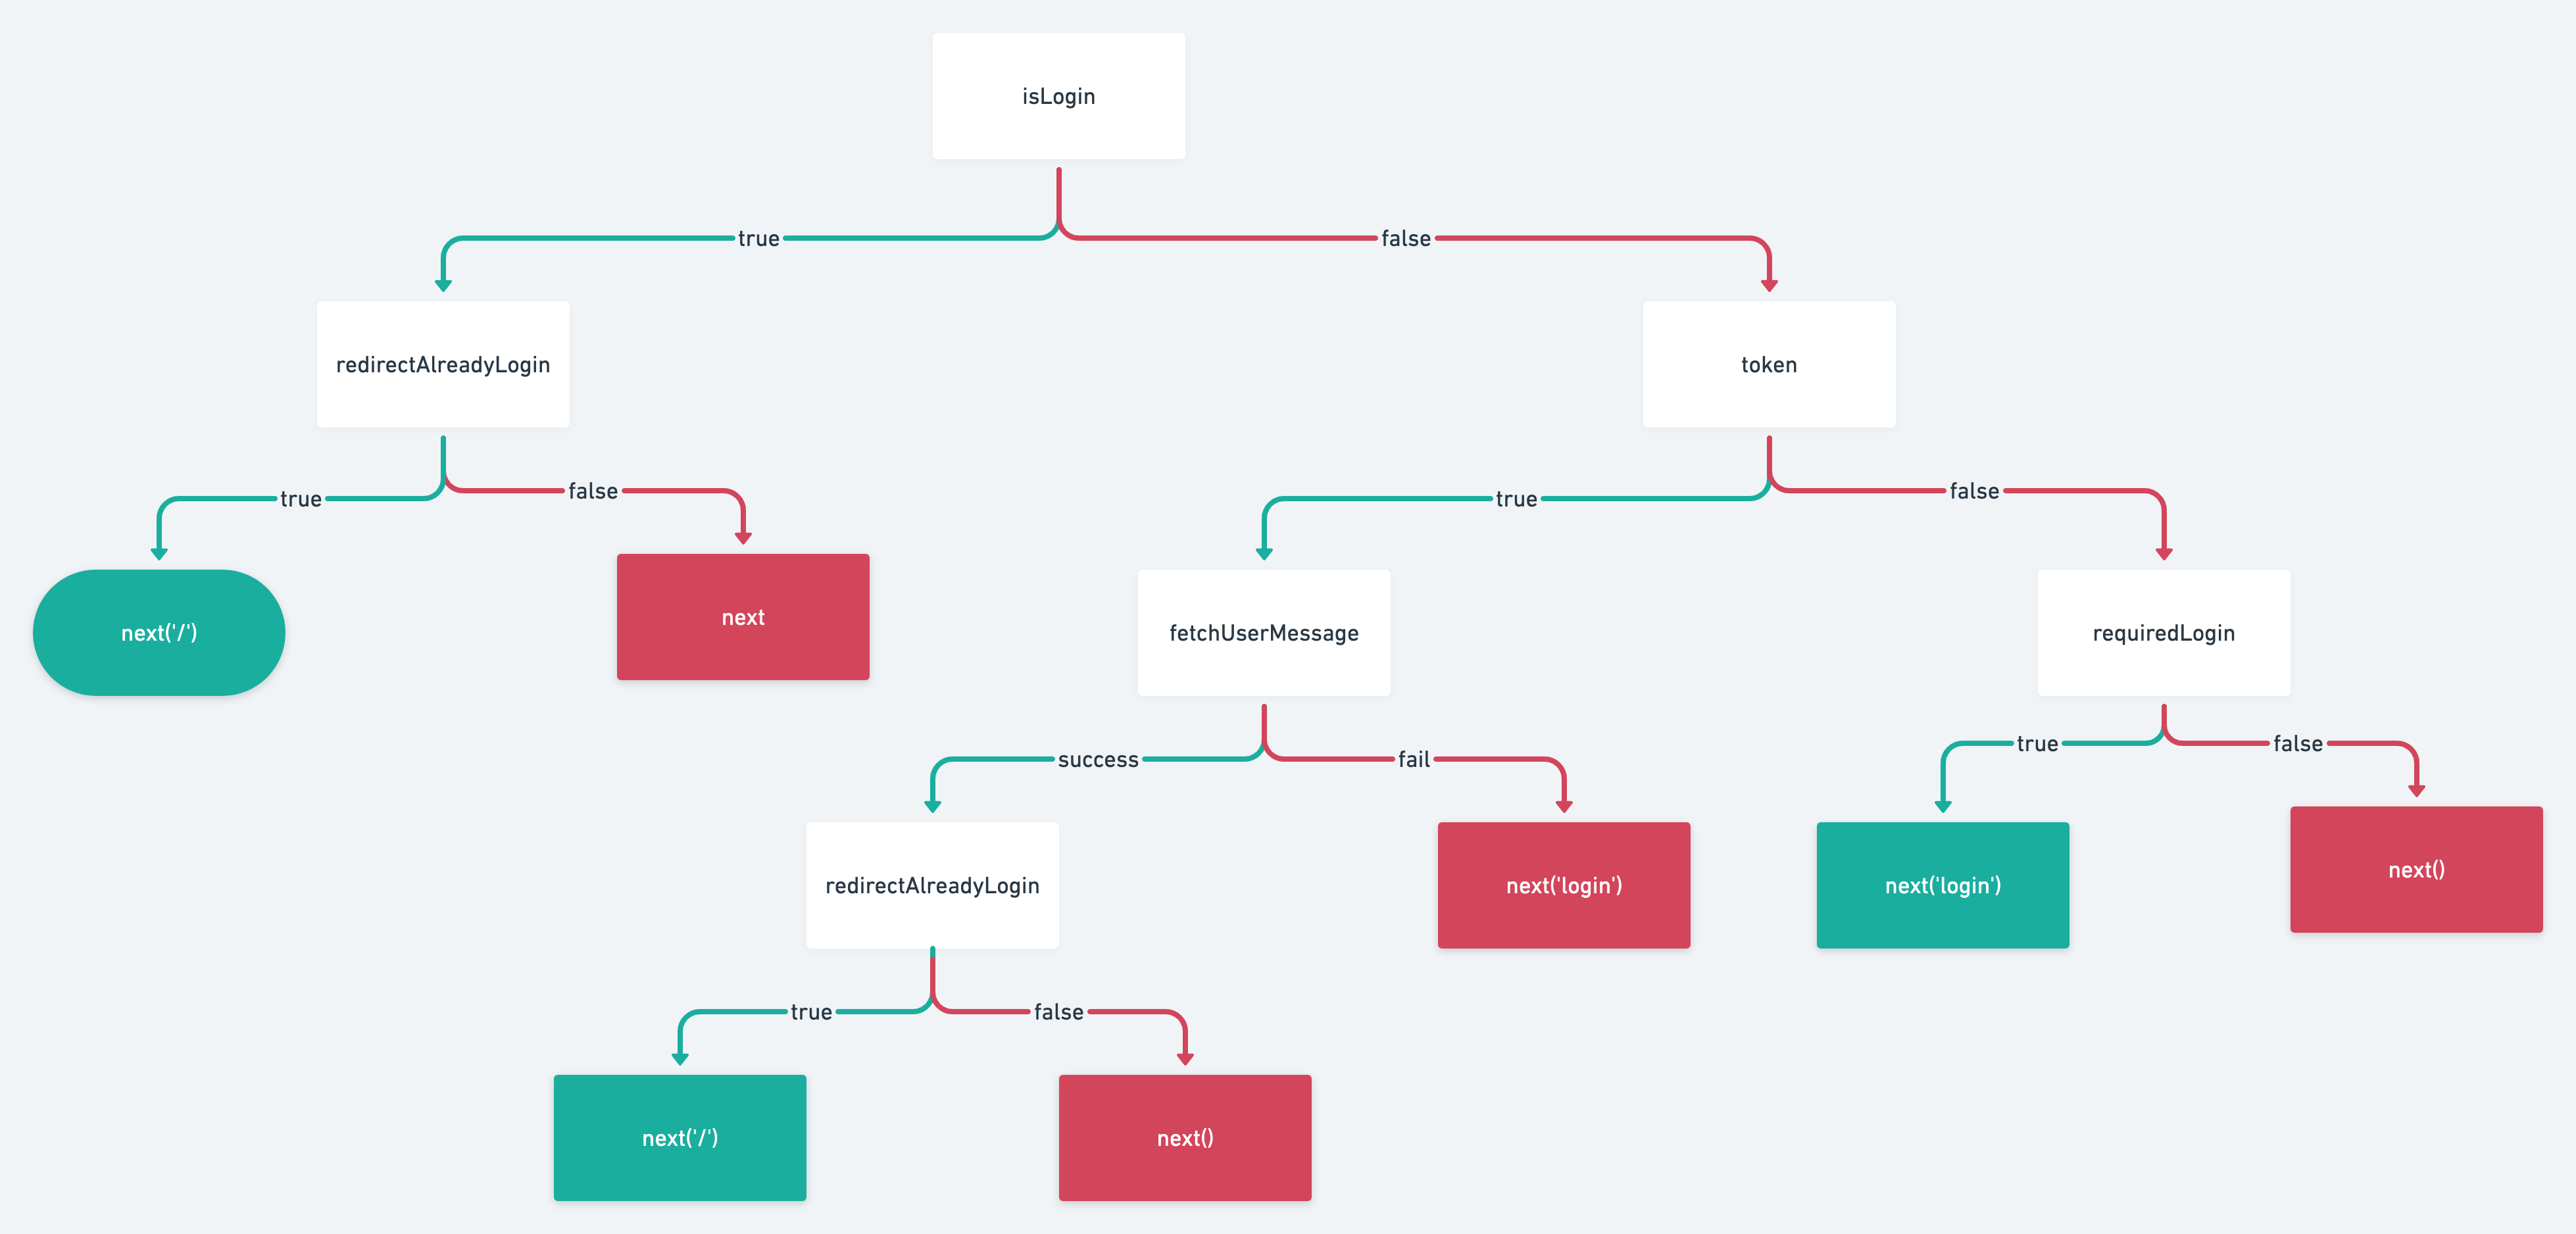 isLogin
true
false
redirectAlreadyLogin
token
true
false
true
false
next('/')
next
fetchUserMessage
requiredLogin
success
fail
true
false
redirectAlreadyLogin
next('login')
next('login')
next()
true
false
next('/')
next()